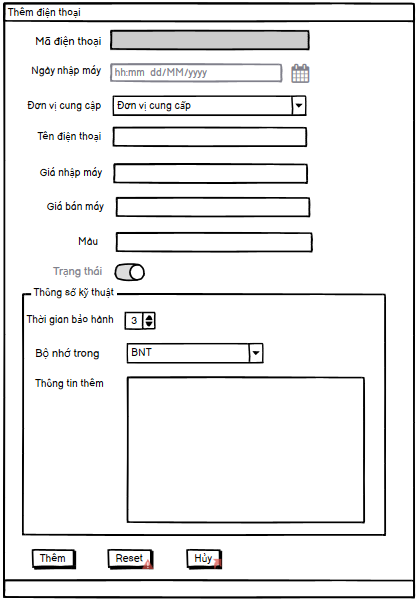 Thêm điện thoại
Mã điện thoại
Ngày nhập máy hh:mm dd/MM/yyyy
Đơn vị cung cập Đơn vị cung cấp
Tên điện thoại
Giá nhập máy
Giá bán máy
Màu
Trạng thái
Thông số kỹ thuật
Thời gian bảo hành 3
Bộ nhớ trong BNT
Thông tin thêm
Thêm Reset Hủy